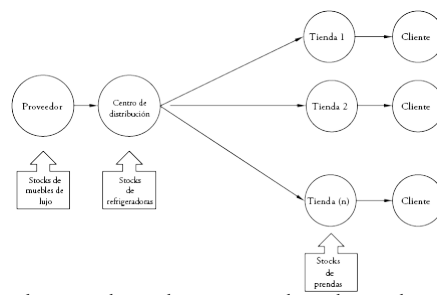 Tienda 1
Cliente
Proveedor
Centro de
distribución
Tienda 2
Cliente
Stocks de
muebles de
lujo
Stocks
de
refrigeradoras
Tienda (n)
Cliente
Stocks
de
prendas